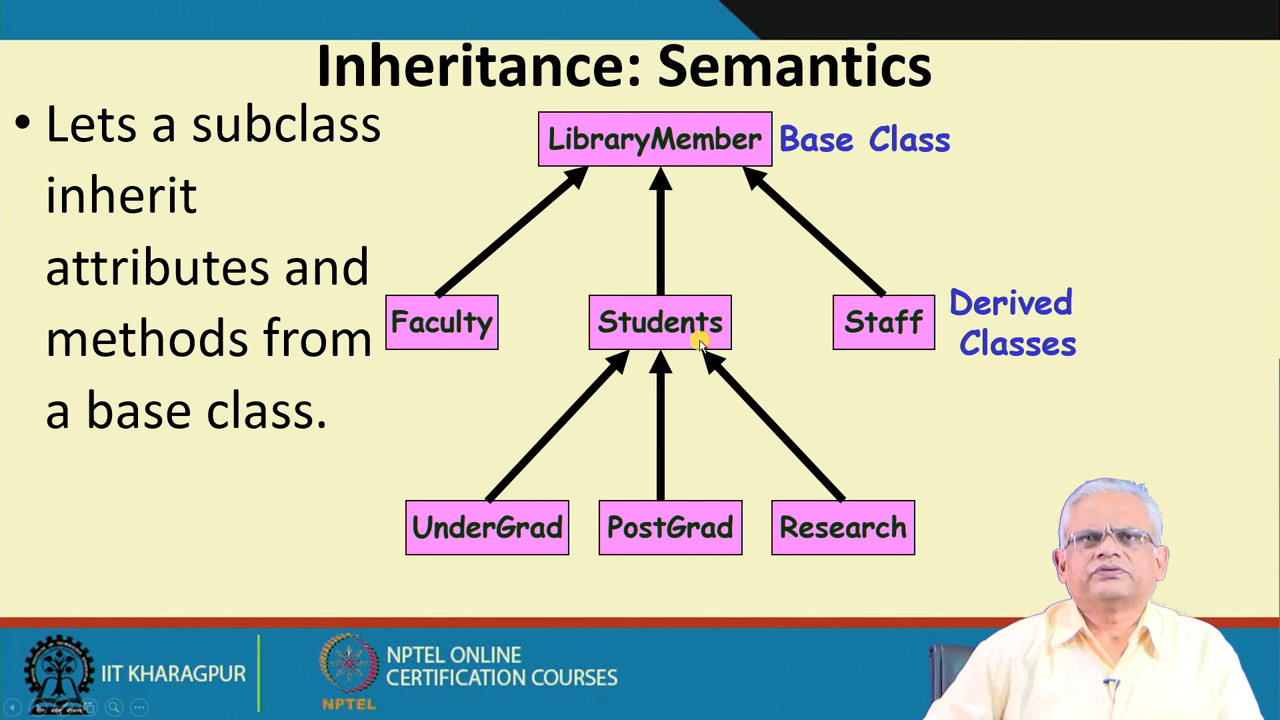 Inheritance: Semantics
• Lets a subclass
inherit
attributes and
methods from
a base class.
LibraryMember Base Class
Faculty Students Staff Derived
Classes
UnderGrad PostGrad Research
IIT KHARAGPUR
NPTEL
NPTEL ONLINE
CERTIFICATION COURSES